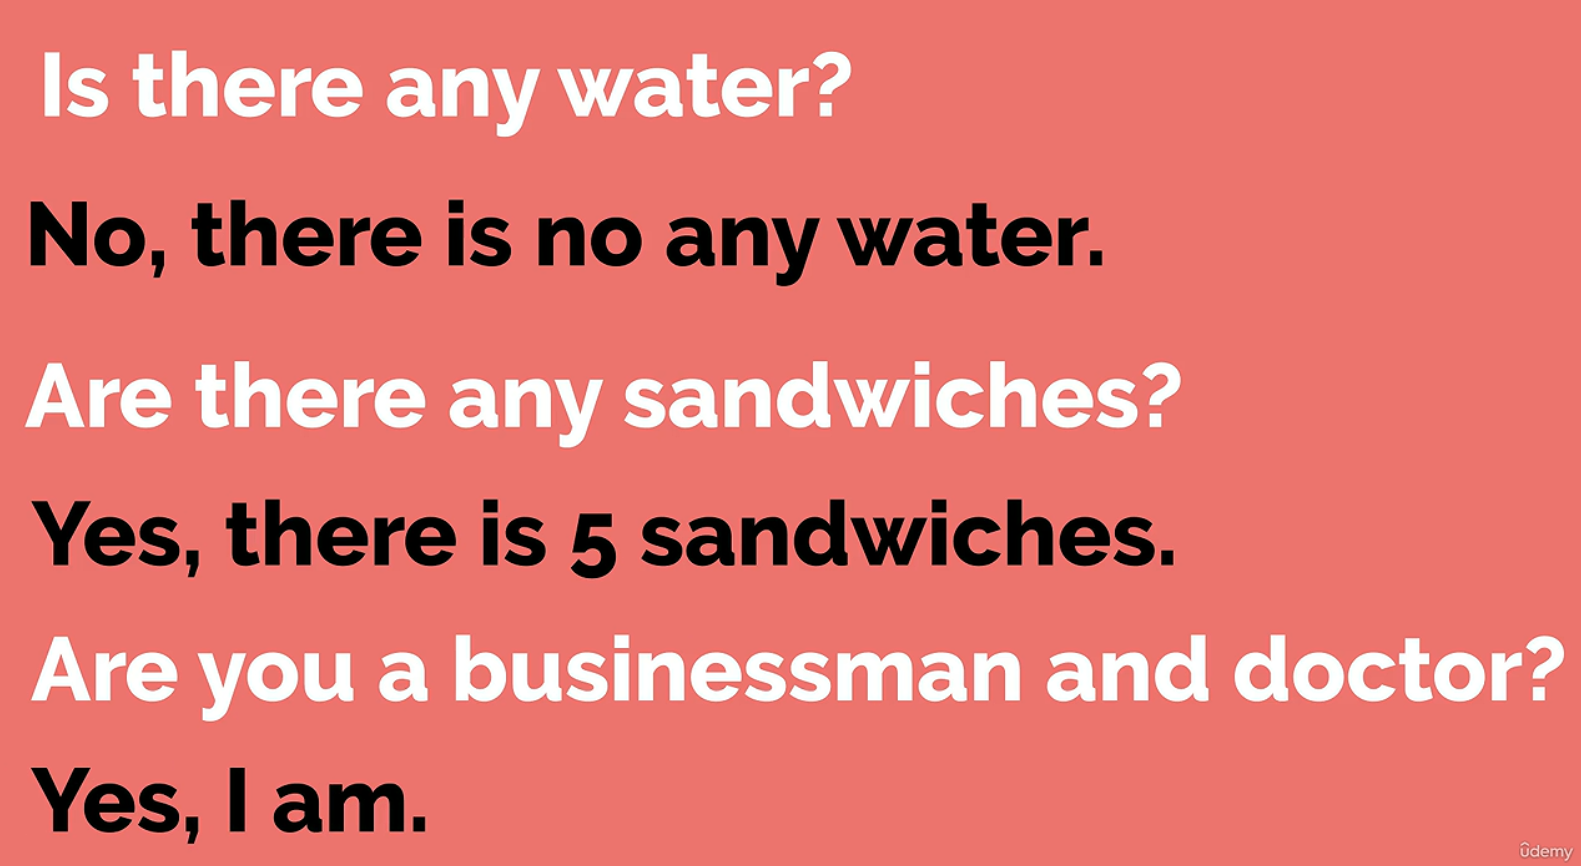 Is there any water?
No, there is no any water.
Are there any sandwiches?
Yes, there is 5 sandwiches.
Are you a businessman and doctor?
Yes, I am.
ûdemy